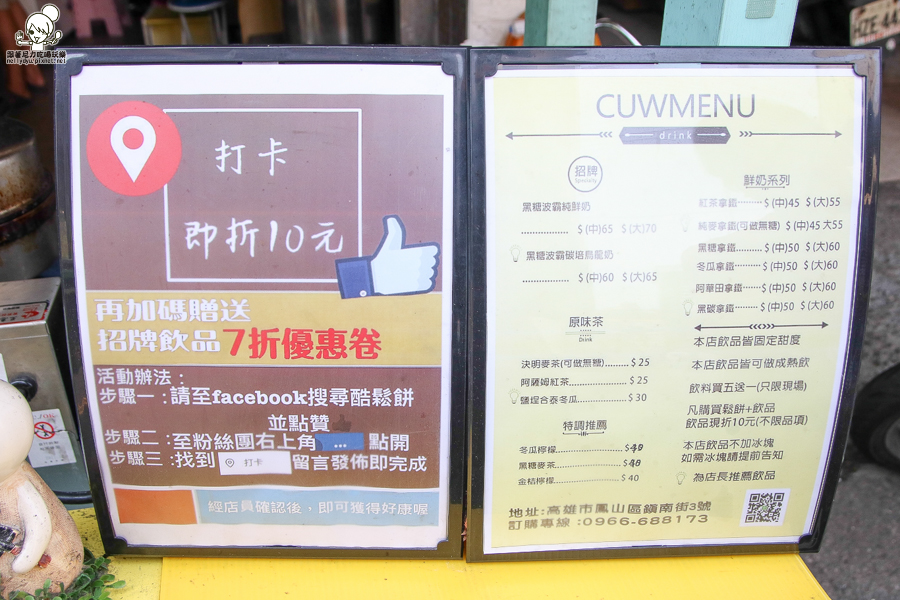 打卡
即折10元
再加碼贈送
招牌飲品7折優惠卷
活動辦法：
步驟一：請至facebook搜尋酷鬆餅
並點贊
步驟二：至粉絲團右上角 ... 點開
步驟三：找到 打卡 留言發佈即完成
經店員確認後，即可獲得好康喔
CUWMENU
drink
招牌
Specialty
黑糖波霸純鮮奶
$(中)65 $(大)70
黑糖波霸碳培烏龍奶
$(中)60 $(大)65
原味茶
Drink
決明麥茶(可做無糖) $25
阿薩姆紅茶 $25
鹽埕合泰冬瓜 $30
特調推薦
冬瓜檸檬 $40
黑糖麥茶 $40
金桔檸檬 $40
鮮奶系列
紅茶拿鐵 $(中)45 $(大)55
純麥拿鐵(可做無糖) $(中)45 大55
黑糖拿鐵 $(中)50 $(大)60
冬瓜拿鐵 $(中)50 $(大)60
阿華田拿鐵 $(中)50 $(大)60
黑碳拿鐵 $(中)50 $(大)60
本店飲品皆固定甜度
本店飲品皆可做成熱飲
飲料買五送一(只限現場)
凡購買鬆餅+飲品
飲品現折10元(不限品項)
本店飲品不加冰塊
如需冰塊請提前告知
為店長推薦飲品
地址:高雄市鳳山區鎮南街3號
訂購專線:0966-688173